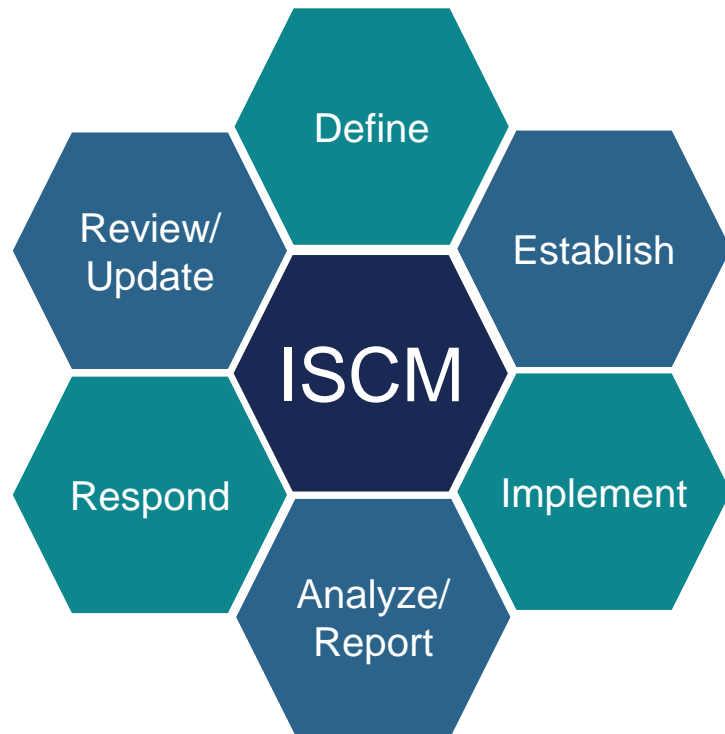 Define
Establish
Implement
Analyze/
Report
Respond
Review/
Update
ISCM